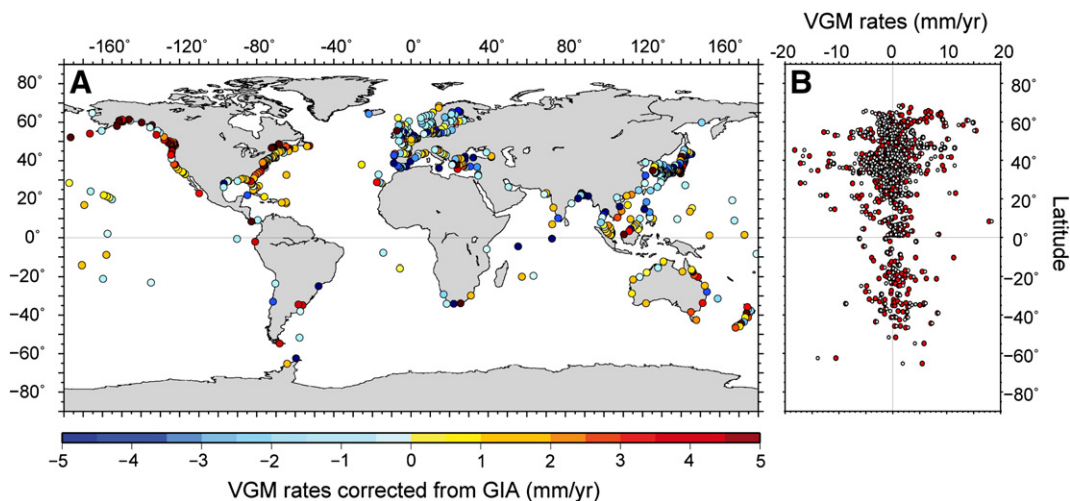 VGM rates (mm/yr)
−160° −120° −80° −40° 0° 40° 80° 120° 160° -20 -10 0 10 20
A B
80° 80°
60° 60°
40° 40°
20° 20°
0° 0°
−20° −20°
−40° −40°
−60° −60°
−80° −80°
Latitude
−5 −4 −3 −2 −1 0 1 2 3 4 5
VGM rates corrected from GIA (mm/yr)